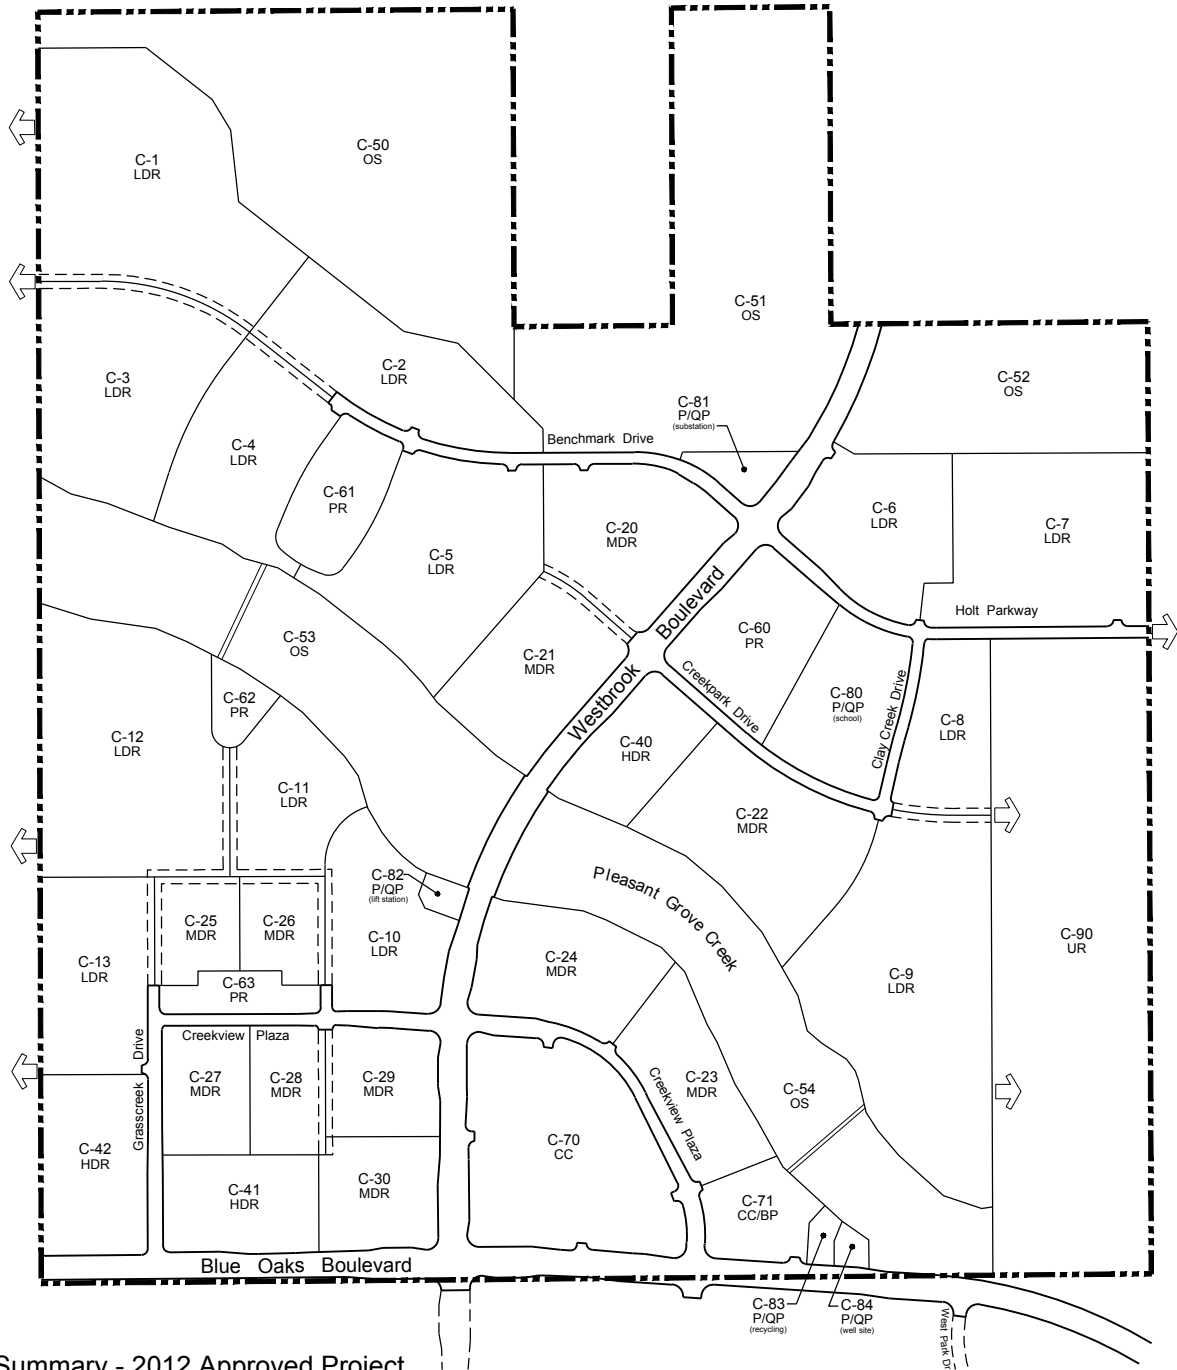 C-1
LDR
C-50
OS
C-51
OS
C-52
OS
C-3
LDR
C-2
LDR
C-81
P/QP
(substation)
Benchmark Drive
C-4
LDR
C-61
PR
C-5
LDR
C-20
MDR
C-6
LDR
C-7
LDR
Holt Parkway
C-53
OS
C-21
MDR
Westbrook Boulevard
C-60
PR
Creekpark Drive
C-80
P/QP
(school)
Clay Creek Drive
C-8
LDR
C-62
PR
C-12
LDR
C-11
LDR
C-40
HDR
C-22
MDR
C-82
P/QP
(lift station)
Pleasant Grove Creek
C-25
MDR
C-26
MDR
C-10
LDR
C-24
MDR
C-13
LDR
C-63
PR
C-9
LDR
C-90
UR
Creekview Plaza
Grasscreek Drive
C-27
MDR
C-28
MDR
C-29
MDR
Creekview Plaza
C-23
MDR
C-54
OS
C-42
HDR
C-41
HDR
C-30
MDR
C-70
CC
C-71
CC/BP
Blue Oaks Boulevard
C-83
P/QP
(recycling)
C-84
P/QP
(well site)
West Park Dr
Summary - 2012 Approved Project